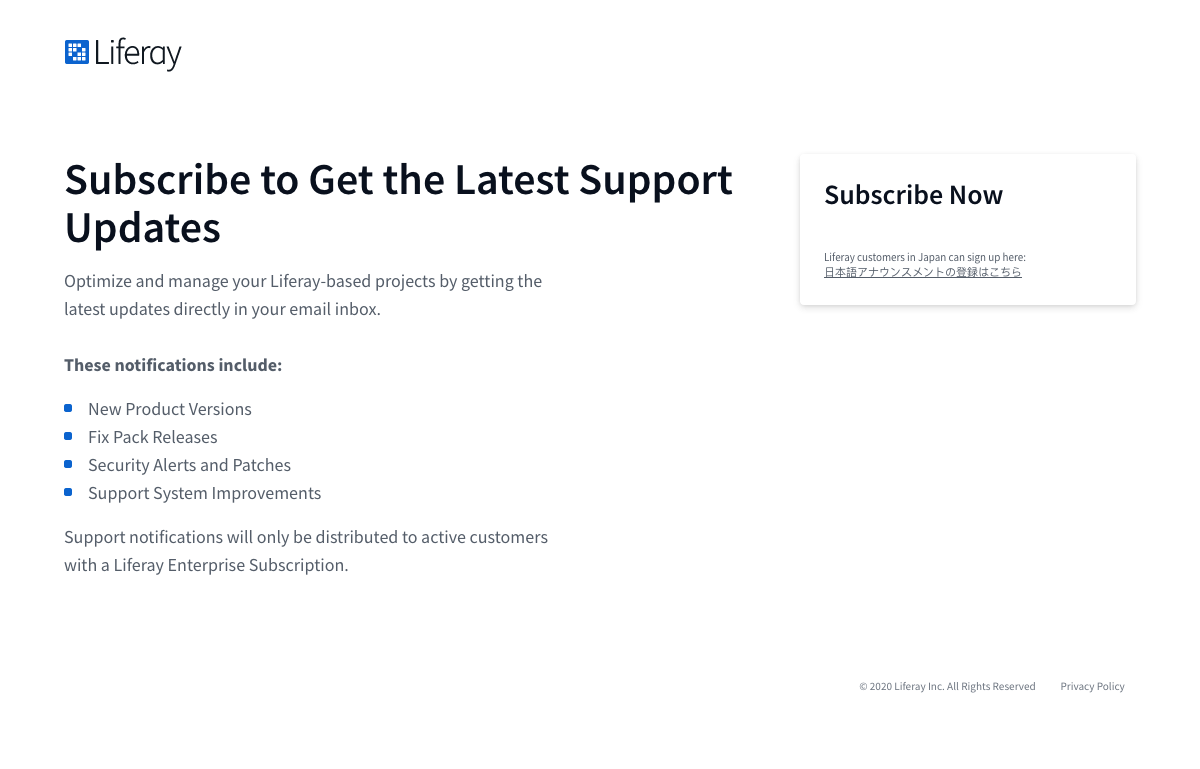 Liferay
Subscribe to Get the Latest Support
Updates
Optimize and manage your Liferay-based projects by getting the
latest updates directly in your email inbox.
These notifications include:
New Product Versions
Fix Pack Releases
Security Alerts and Patches
Support System Improvements
Support notifications will only be distributed to active customers
with a Liferay Enterprise Subscription.
Subscribe Now
Liferay customers in Japan can sign up here:
日本語アナウンスメントの登録はこちら
© 2020 Liferay Inc. All Rights Reserved Privacy Policy